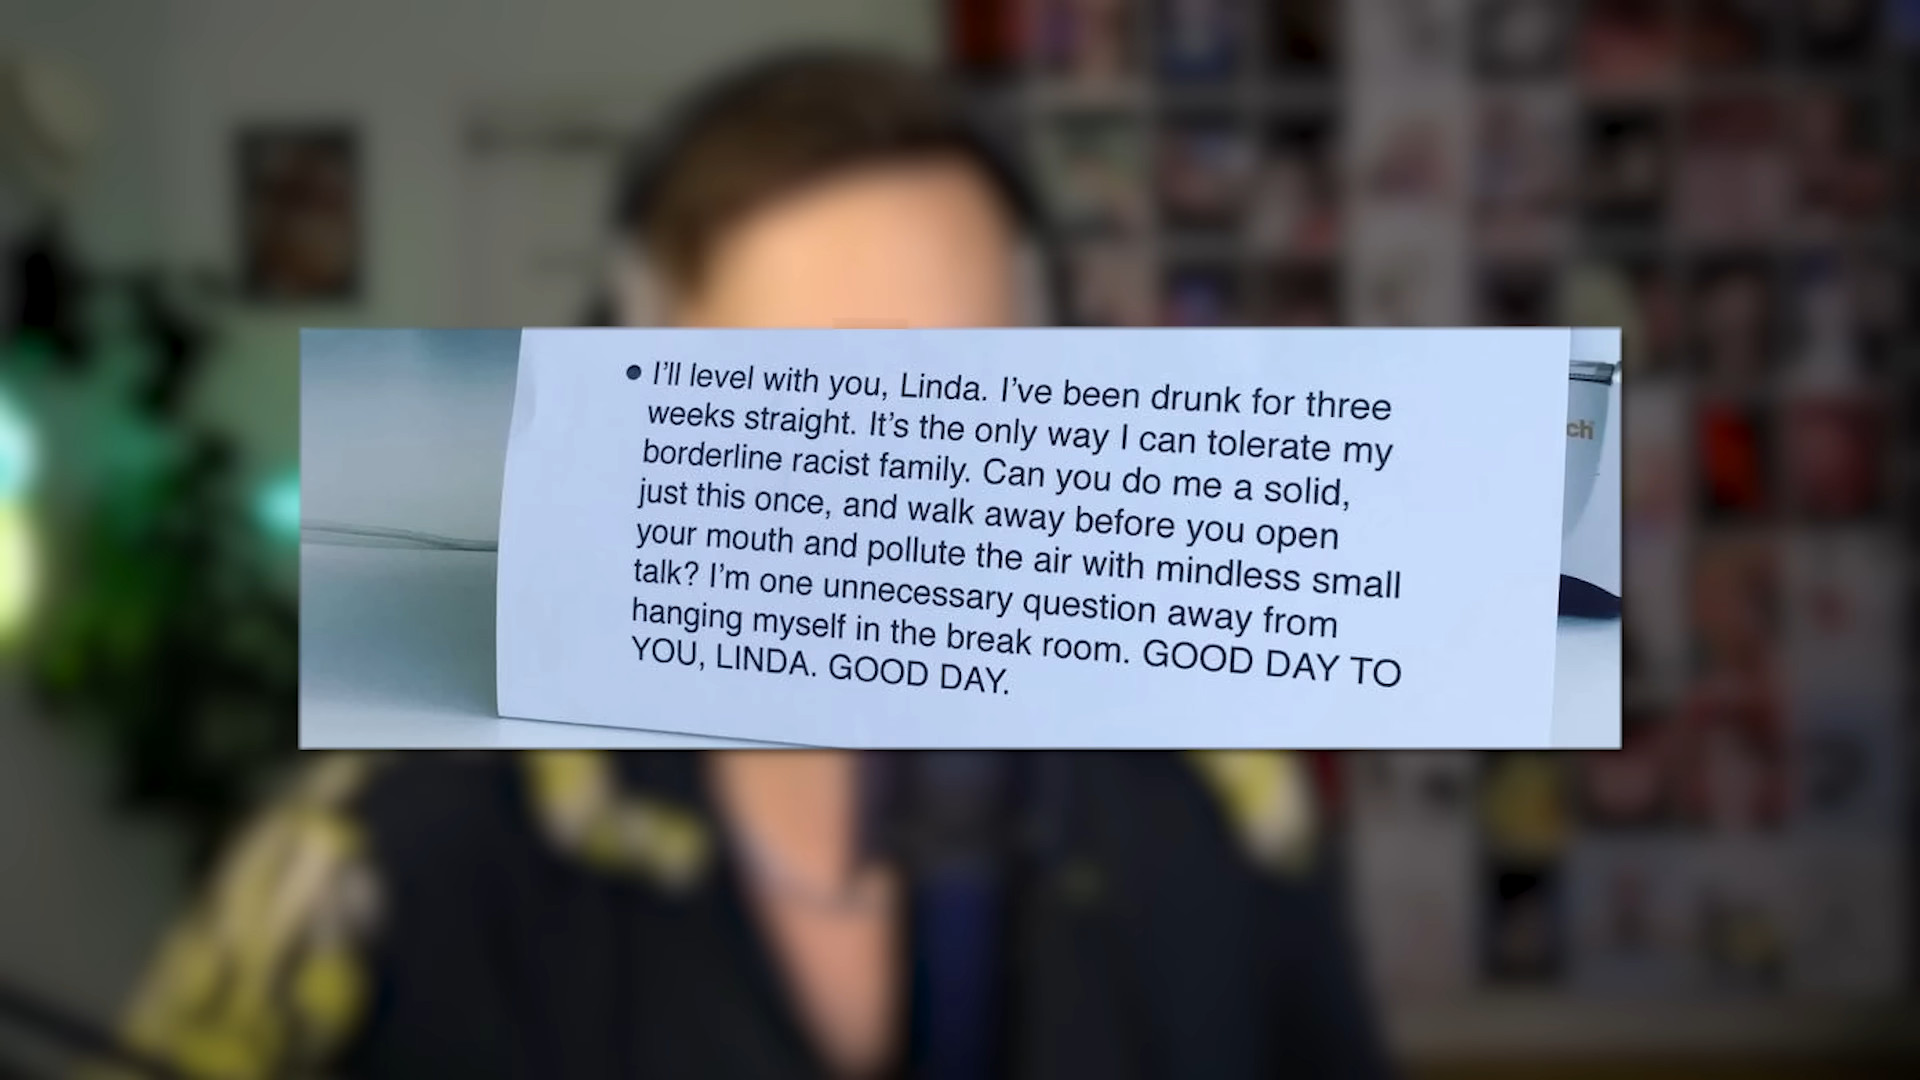 • I'll level with you, Linda. I've been drunk for three
weeks straight. It's the only way I can tolerate my
borderline racist family. Can you do me a solid,
just this once, and walk away before you open
your mouth and pollute the air with mindless small
talk? I'm one unnecessary question away from
hanging myself in the break room. GOOD DAY TO
YOU, LINDA. GOOD DAY.
ch